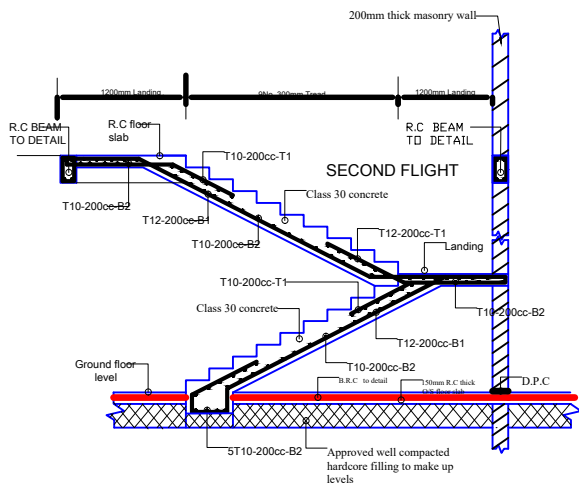 200mm thick masonry wall
1200mm Landing
9No. 300mm Tread
1200mm Landing
R.C BEAM
TO DETAIL
R.C floor
slab
R.C BEAM
TO DETAIL
T10-200cc-T1
SECOND FLIGHT
T10-200cc-B2
T12-200cc-B1
Class 30 concrete
T10-200cc-B2
T12-200cc-T1
Landing
T10-200cc-T1
Class 30 concrete
T10-200cc-B2
T12-200cc-B1
T10-200cc-B2
Ground floor
level
B.R.C to detail
150mm R.C thick
O/S floor slab
D.P.C
5T10-200cc-B2
Approved well compacted
hardcore filling to make up
levels